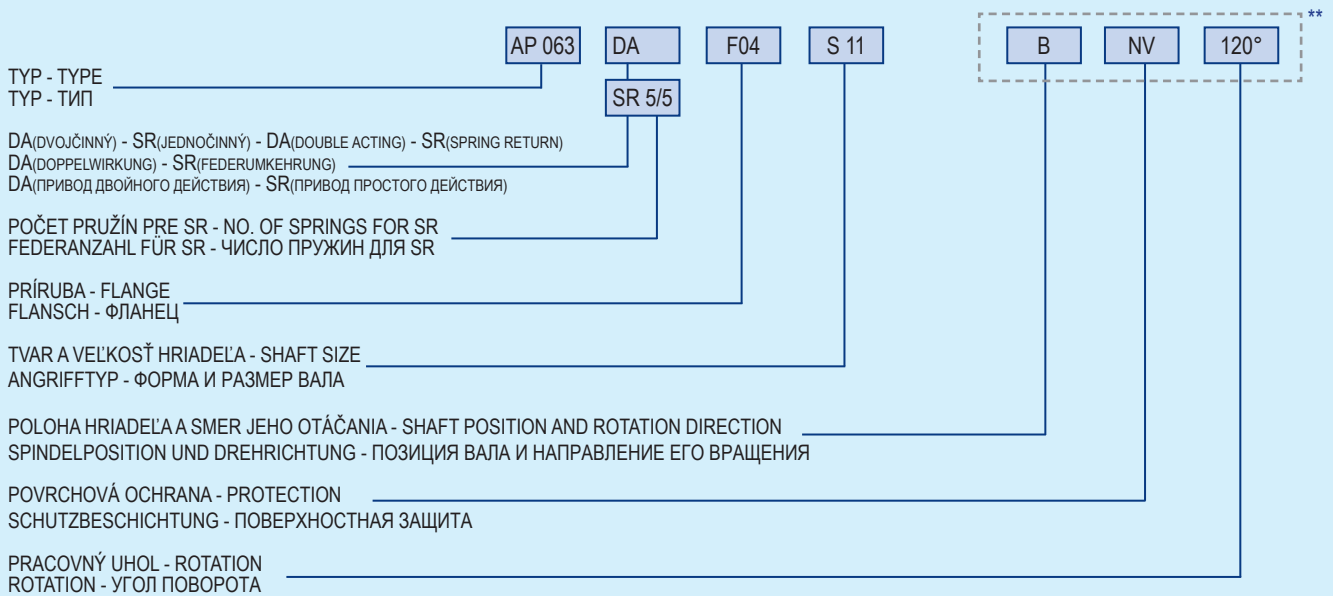 **
AP 063 DA F04 S 11 B NV 120°
SR 5/5
TYP - TYPE
TYP - ТИП
DA(DVOJČINNÝ) - SR(JEDNOČINNÝ) - DA(DOUBLE ACTING) - SR(SPRING RETURN)
DA(DOPPELWIRKUNG) - SR(FEDERUMKEHRUNG)
DA(ПРИВОД ДВОЙНОГО ДЕЙСТВИЯ) - SR(ПРИВОД ПРОСТОГО ДЕЙСТВИЯ)
POČET PRUŽÍN PRE SR - NO. OF SPRINGS FOR SR
FEDERANZAHL FÜR SR - ЧИСЛО ПРУЖИН ДЛЯ SR
PRÍRUBA - FLANGE
FLANSCH - ФЛАНЕЦ
TVAR A VEĽKOSŤ HRIADEĽA - SHAFT SIZE
ANGRIFFTYP - ФОРМА И РАЗМЕР ВАЛА
POLOHA HRIADEĽA A SMER JEHO OTÁČANIA - SHAFT POSITION AND ROTATION DIRECTION
SPINDELPOSITION UND DREHRICHTUNG - ПОЗИЦИЯ ВАЛА И НАПРАВЛЕНИЕ ЕГО ВРАЩЕНИЯ
POVRCHOVÁ OCHRANA - PROTECTION
SCHUTZBESCHICHTUNG - ПОВЕРХНОСТНАЯ ЗАЩИТА
PRACOVNÝ UHOL - ROTATION
ROTATION - УГОЛ ПОВОРОТА